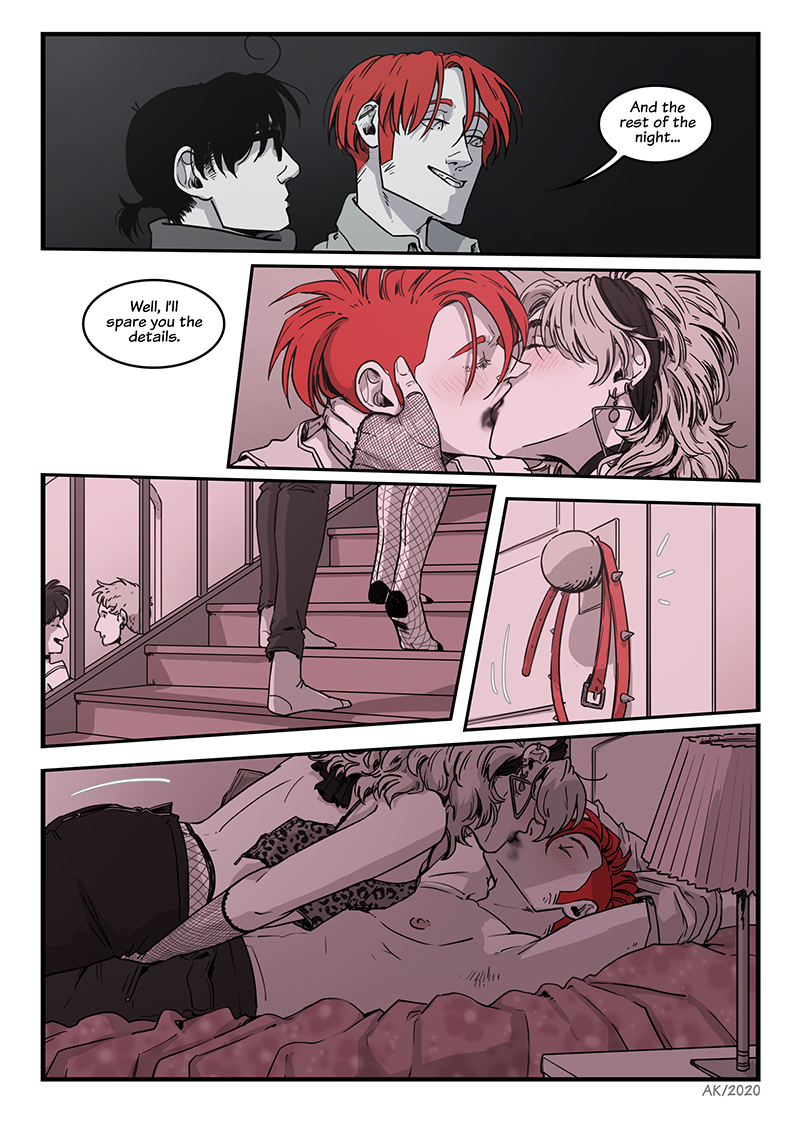 And the
rest of the
night...
Well, I'll
spare you the
details.
AK/2020